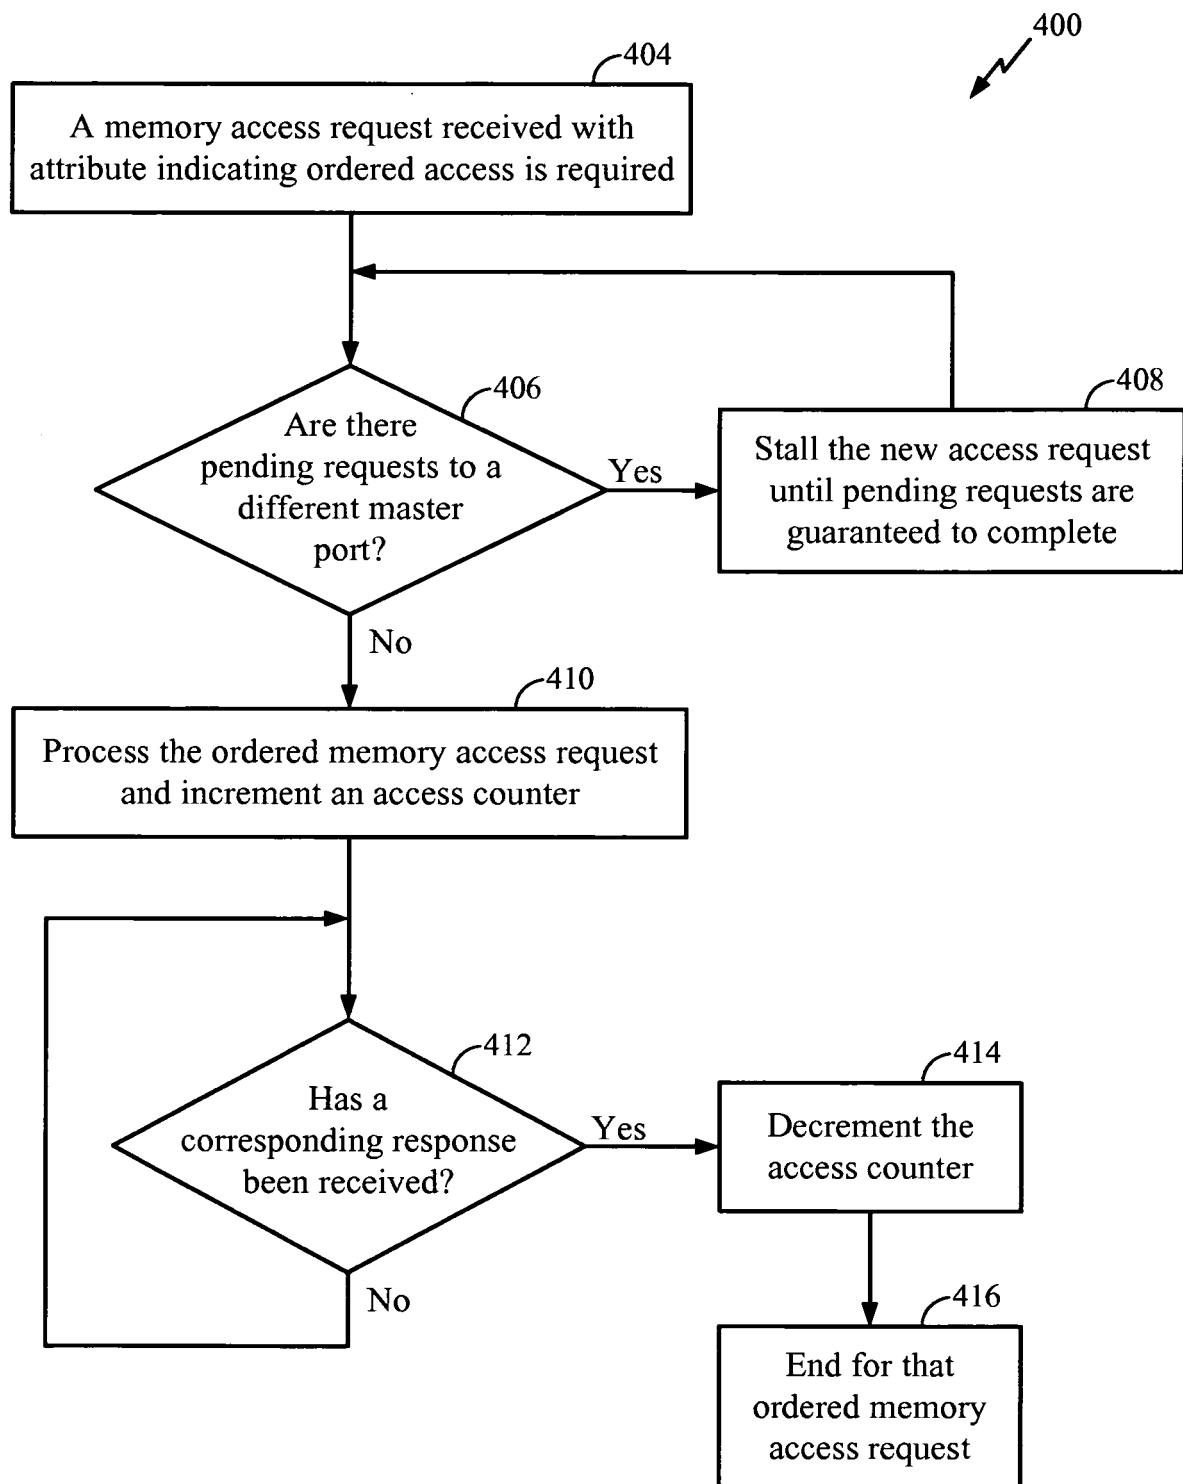 400
404
A memory access request received with
attribute indicating ordered access is required
406
Are there
pending requests to a
different master
port?
Yes
408
Stall the new access request
until pending requests are
guaranteed to complete
No
410
Process the ordered memory access request
and increment an access counter
412
Has a
corresponding response
been received?
Yes
414
Decrement the
access counter
No
416
End for that
ordered memory
access request